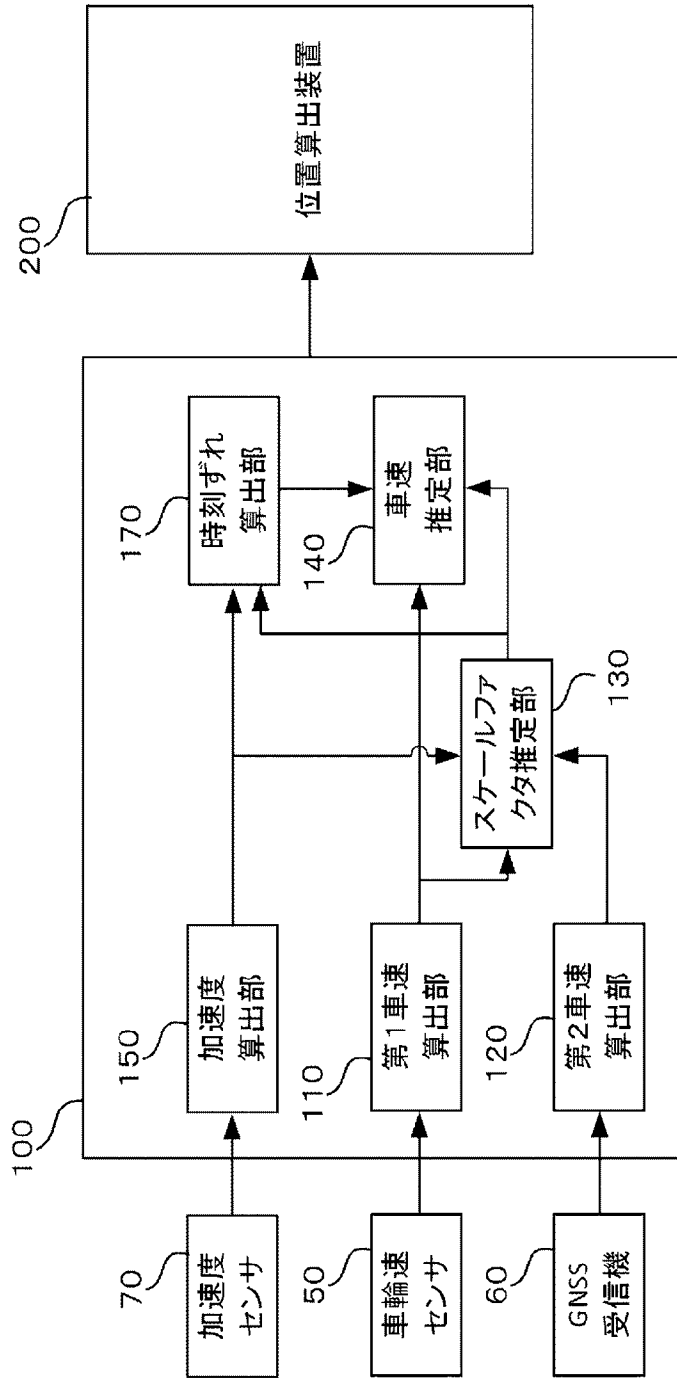 100
200
70
加速度
センサ
150
加速度
算出部
170
時刻ずれ
算出部
50
車輪速
センサ
110
第1車速
算出部
140
車速
推定部
位置算出装置
60
GNSS
受信機
120
第2車速
算出部
スケールファ
クタ推定部
130